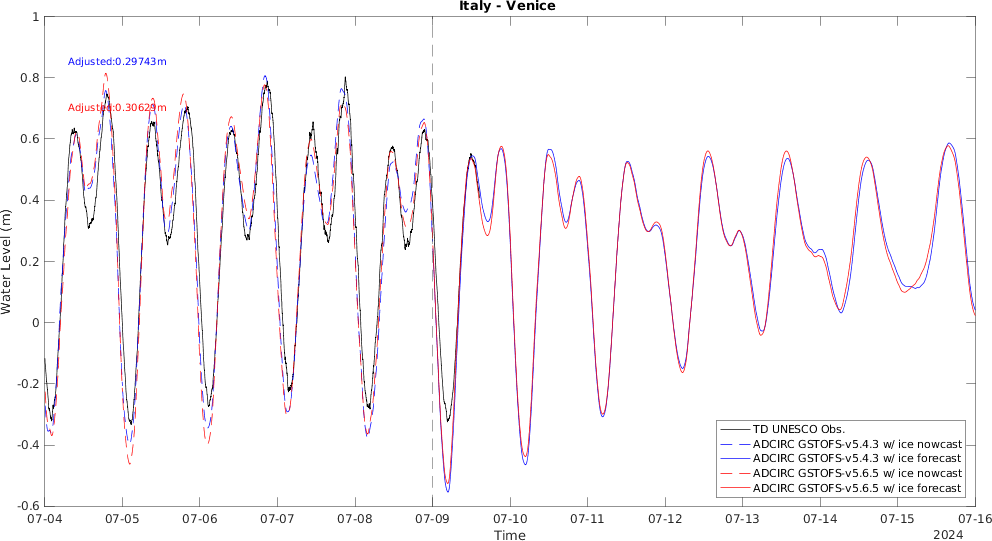 Italy - Venice
1
Adjusted:0.29743m
0.8
Adjusted:0.30629m
0.6
0.4
0.2
0
-0.2
-0.4
-0.6
Water Level (m)
TD UNESCO Obs.
ADCIRC GSTOFS-v5.4.3 w/ ice nowcast
ADCIRC GSTOFS-v5.4.3 w/ ice forecast
ADCIRC GSTOFS-v5.6.5 w/ ice nowcast
ADCIRC GSTOFS-v5.6.5 w/ ice forecast
07-04 07-05 07-06 07-07 07-08 07-09 07-10 07-11 07-12 07-13 07-14 07-15 07-16
Time
2024